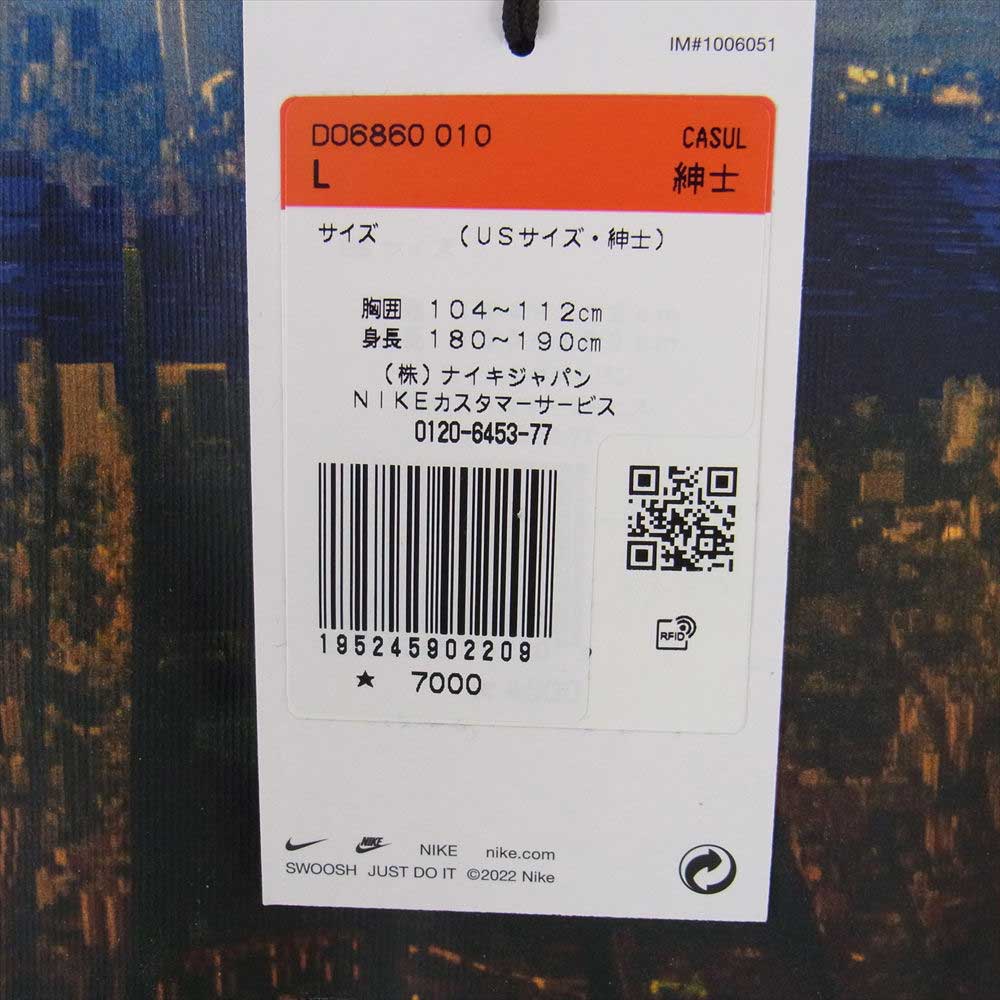 IM#1006051
DO6860 010 CASUL
L 紳士
サイズ (USサイズ・紳士)
胸囲 104~112cm
身長 180~190cm
(株)ナイキジャパン
NIKEカスタマーサービス
0120-6453-77
195245902209
★ 7000
RFID
NIKE NIKE nike.com
SWOOSH JUST DO IT ©2022 Nike